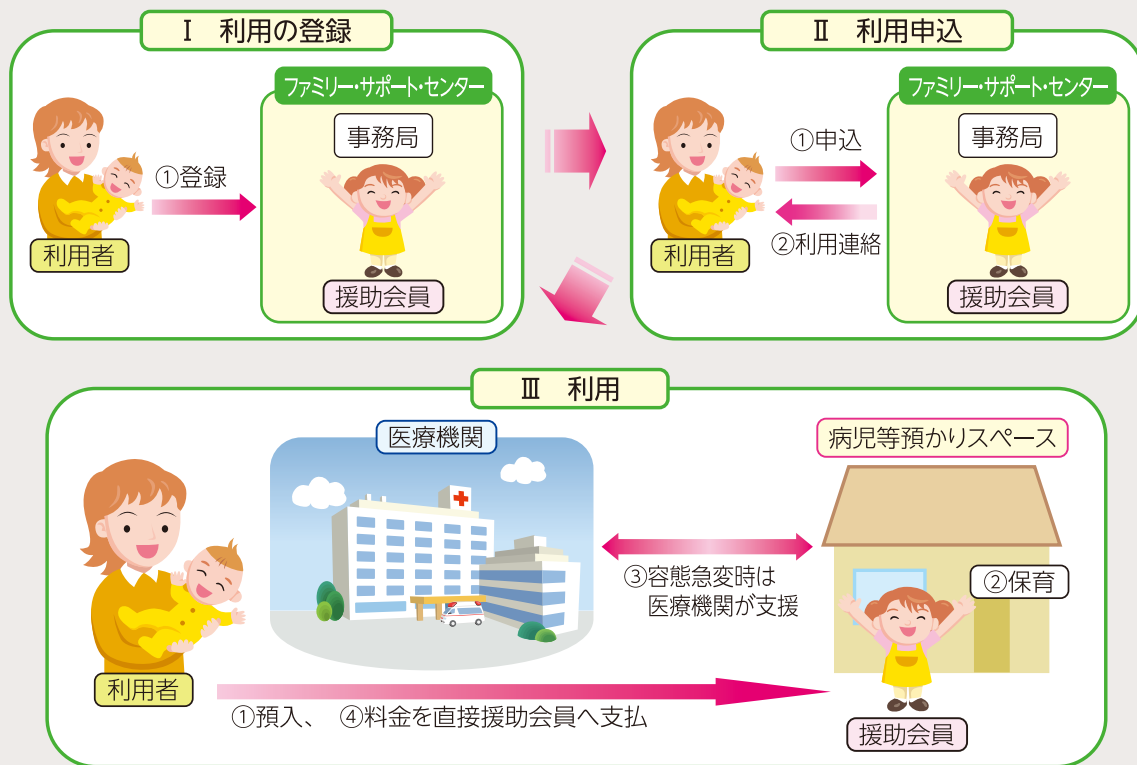 Ⅰ 利用の登録
ファミリー・サポート・センター
事務局
①登録
利用者
援助会員
Ⅱ 利用申込
ファミリー・サポート・センター
事務局
①申込
②利用連絡
利用者
援助会員
Ⅲ 利用
医療機関
病児等預かりスペース
③容態急変時は
医療機関が支援
②保育
利用者
①預入、 ④料金を直接援助会員へ支払
援助会員